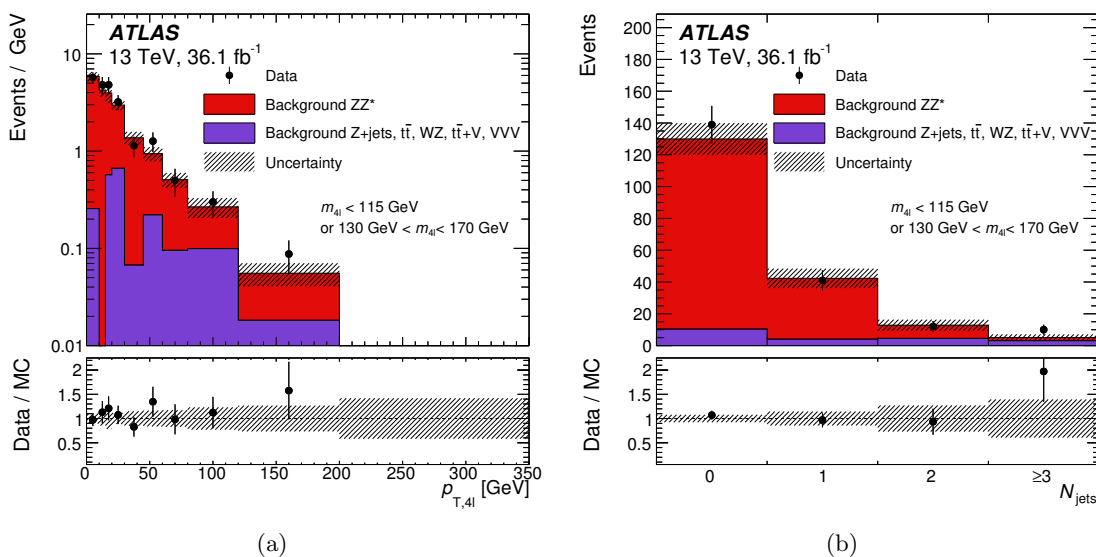 ATLAS
13 TeV, 36.1 fb⁻¹
Data
Background ZZ*
Background Z+jets, tt̄, WZ, tt̄+V, VVV
Uncertainty
m4l < 115 GeV
or 130 GeV < m4l < 170 GeV
Events / GeV
10
1
0.1
0.01
Data / MC
2
1.5
1
0.5
0 50 100 150 200 250 300 350
pT,4l [GeV]
(a)
ATLAS
13 TeV, 36.1 fb⁻¹
Data
Background ZZ*
Background Z+jets, tt̄, WZ, tt̄+V, VVV
Uncertainty
m4l < 115 GeV
or 130 GeV < m4l < 170 GeV
Events
200
180
160
140
120
100
80
60
40
20
0
Data / MC
2
1.5
1
0.5
0 1 2 ≥3
Njets
(b)